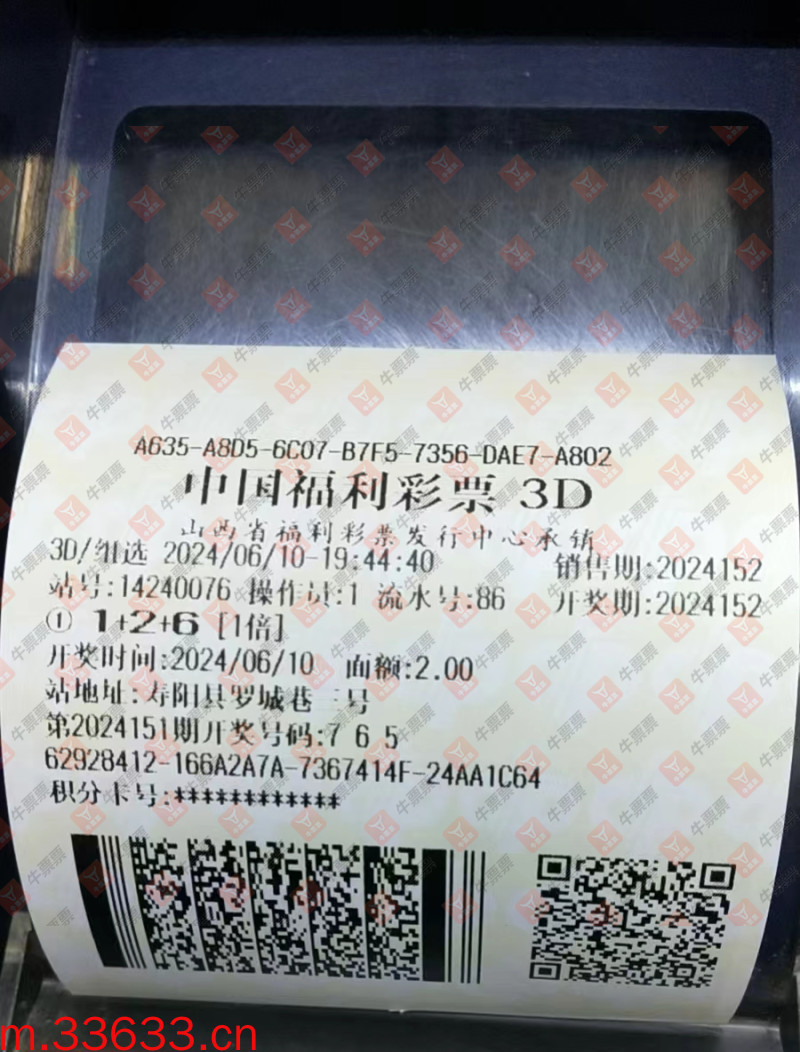 A635-A8D5-6C07-B7F5-7356-DAE7-A802
中国福利彩票 3D
山西省福利彩票发行中心承销
3D/组选 2024/06/10-19:44:40 销售期:2024152
站号:14240076 操作员:1 流水号:86 开奖期:2024152
① 1+2+6 [1倍]
开奖时间:2024/06/10 面额:2.00
站地址:寿阳县罗城巷 号
第2024151期开奖号码:7 6 5
62928412-166A2A7A-7367414F-24AA1C64
积分卡号:************
牛票票
m.33633.cn